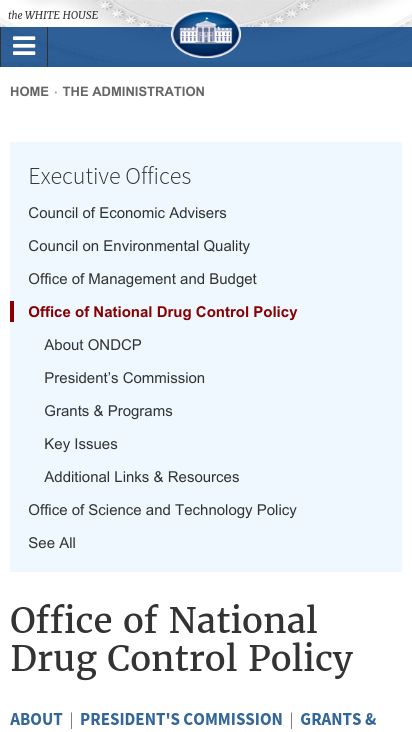 the WHITE HOUSE
HOME · THE ADMINISTRATION
Executive Offices
Council of Economic Advisers
Council on Environmental Quality
Office of Management and Budget
Office of National Drug Control Policy
About ONDCP
President's Commission
Grants & Programs
Key Issues
Additional Links & Resources
Office of Science and Technology Policy
See All
Office of National
Drug Control Policy
ABOUT | PRESIDENT'S COMMISSION | GRANTS &